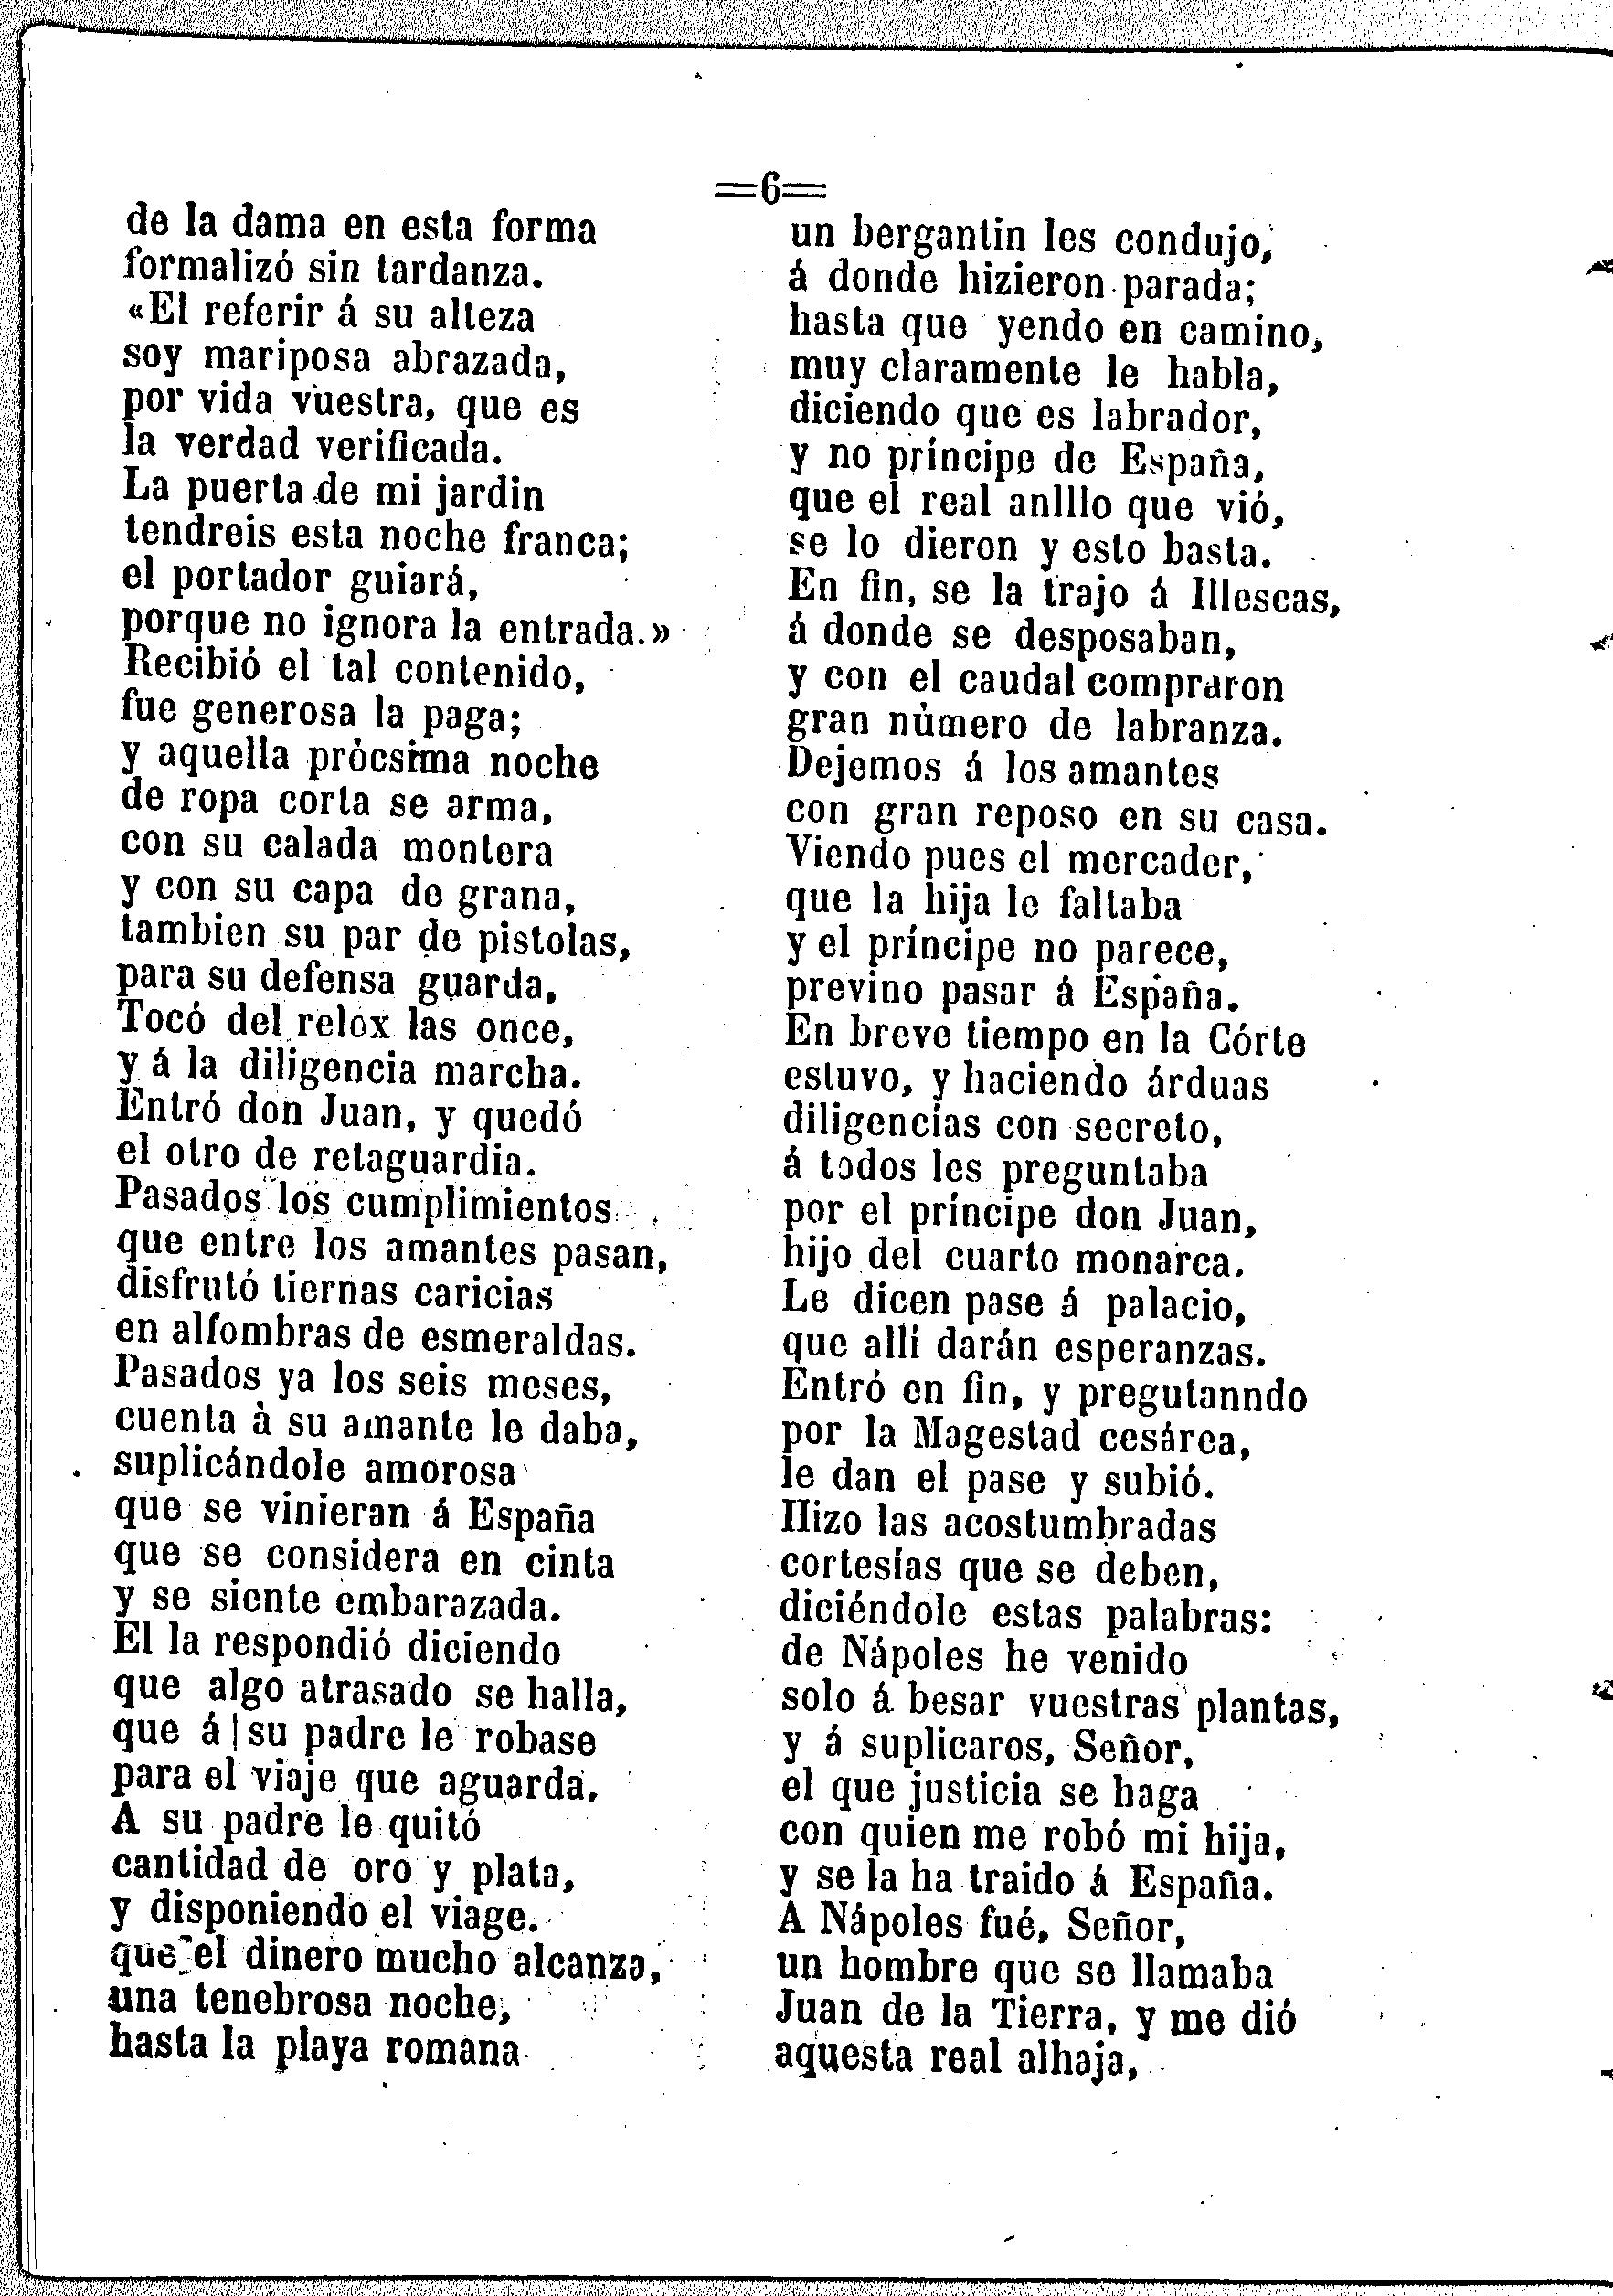 =6=
de la dama en esta forma
formalizó sin tardanza.
«El referir á su alteza
soy mariposa abrazada,
por vida vuestra, que es
la verdad verificada.
La puerta de mi jardin
tendreis esta noche franca;
el portador guiará,
porque no ignora la entrada.»
Recibió el tal contenido,
fue generosa la paga;
y aquella pròcsima noche
de ropa corta se arma,
con su calada montera
y con su capa de grana,
tambien su par de pistolas,
para su defensa guarda,
Tocó del relox las once,
y á la diligencia marcha.
Entró don Juan, y quedó
el otro de retaguardia.
Pasados los cumplimientos
que entre los amantes pasan,
disfrutó tiernas caricias
en alfombras de esmeraldas.
Pasados ya los seis meses,
cuenta à su amante le daba,
suplicándole amorosa
que se vinieran á España
que se considera en cinta
y se siente embarazada.
El la respondió diciendo
que algo atrasado se halla,
que á su padre le robase
para el viaje que aguarda.
A su padre le quitó
cantidad de oro y plata,
y disponiendo el viage.
que el dinero mucho alcanza,
una tenebrosa noche,
hasta la playa romana
un bergantin les condujo,
á donde hizieron parada;
hasta que yendo en camino,
muy claramente le habla,
diciendo que es labrador,
y no príncipe de España,
que el real anlllo que vió,
se lo dieron y esto basta.
En fin, se la trajo á Illescas,
á donde se desposaban,
y con el caudal compraron
gran nùmero de labranza.
Dejemos á los amantes
con gran reposo en su casa.
Viendo pues el mercader,
que la hija le faltaba
y el príncipe no parece,
previno pasar á España.
En breve tiempo en la Córte
estuvo, y haciendo árduas
diligencias con secreto,
á todos les preguntaba
por el príncipe don Juan,
hijo del cuarto monarca.
Le dicen pase á palacio,
que allí darán esperanzas.
Entró en fin, y pregutanndo
por la Magestad cesárea,
le dan el pase y subió.
Hizo las acostumbradas
cortesías que se deben,
diciéndole estas palabras:
de Nápoles he venido
solo á besar vuestras plantas,
y á suplicaros, Señor,
el que justicia se haga
con quien me robó mi hija,
y se la ha traido á España.
A Nápoles fué, Señor,
un hombre que se llamaba
Juan de la Tierra, y me dió
aquesta real alhaja,